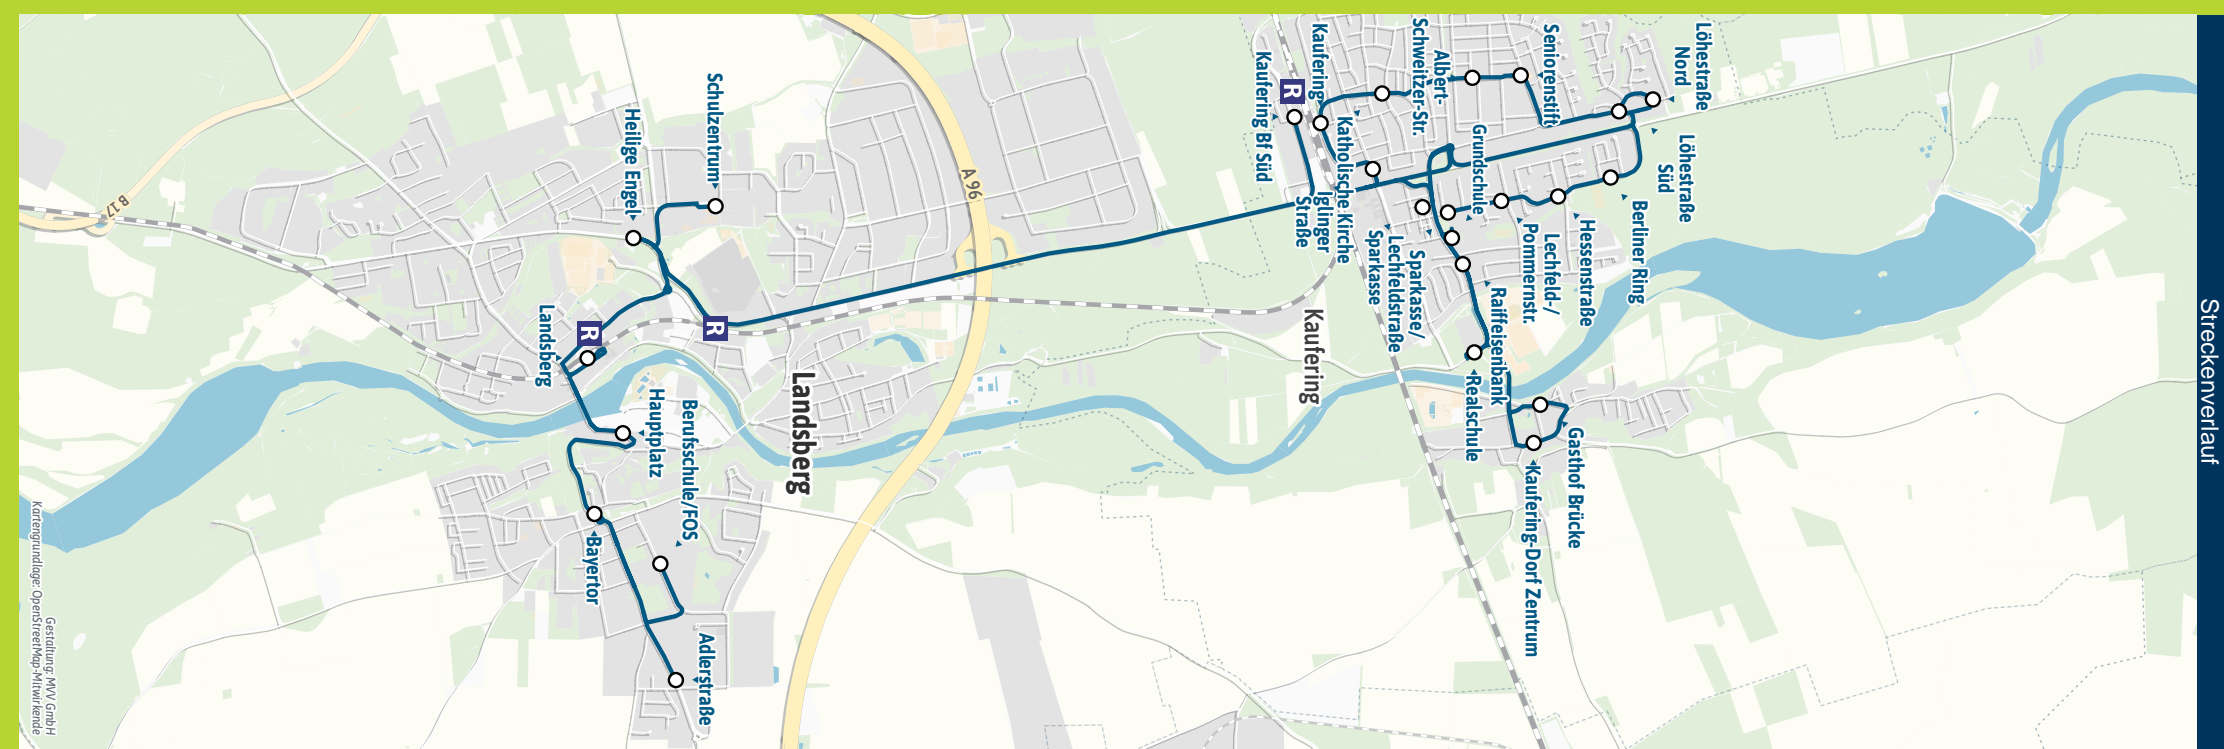 Streckenverlauf
Löhestraße
Nord
Löhestraße
Süd
Seniorenstift
Albert-
Schweitzer-Str.
Grundschule
Berliner Ring
Hessenstraße
Lechfeld-/
Pommernstr.
Kaufering
Katholische Kirche
Kaufering Bf Süd
R
Iglinger
Straße
Sparkasse/
Lechfeldstraße
Sparkasse
Raiffeisenbank
Realschule
Gasthof Brücke
Kaufering-Dorf Zentrum
Kaufering
A 96
B 17
Schulzentrum
Heilige Engel
R
R
Landsberg
Landsberg
Hauptplatz
Berufsschule/FOS
Bayertor
Adlerstraße
Gestaltung: MVV GmbH
Kartengrundlage: OpenStreetMap-Mitwirkende